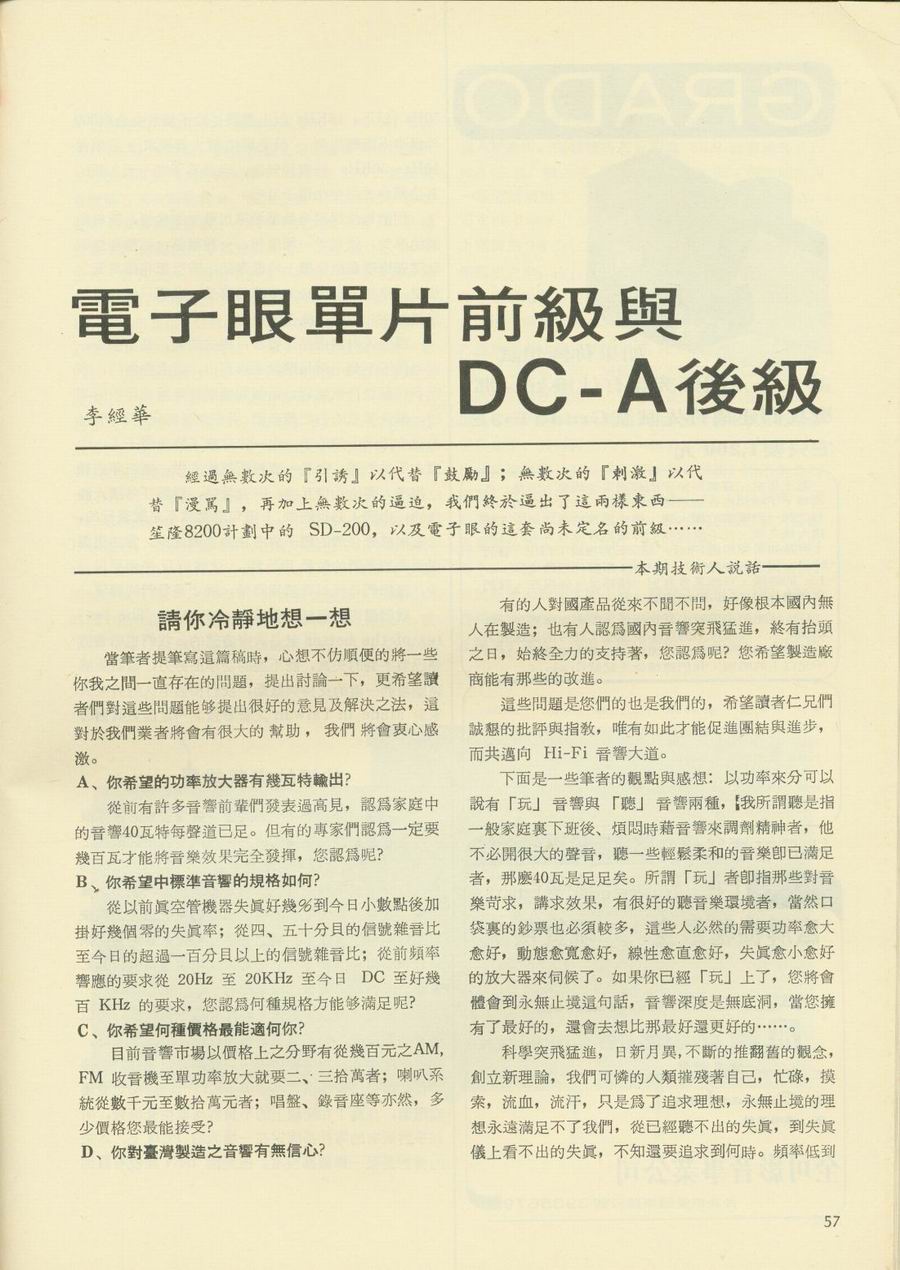 電子眼單片前級與
DC-A後級
李經華
經過無數次的『引誘』以代替『鼓勵』；無數次的『刺激』以代
替『漫罵』，再加上無數次的逼迫，我們終於逼出了這兩樣東西——
笙隆8200計劃中的 SD-200，以及電子眼的這套尚未定名的前級……
本期技術人說話
請你冷靜地想一想
當筆者提筆寫這篇稿時，心想不仿順便的將一些
你我之間一直存在的問題，提出討論一下，更希望讀
者們對這些問題能够提出很好的意見及解決之法，這
對於我們業者將會有很大的 幫助 ， 我們 將會衷心感
激。
A、你希望的功率放大器有幾瓦特輸出?
從前有許多音響前輩們發表過高見，認爲家庭中
的音響40瓦特每聲道已足。但有的專家們認爲一定要
幾百瓦才能將音樂效果完全發揮，您認爲呢?
B、你希望中標準音響的規格如何?
從以前眞空管機器失眞好幾%到今日小數點後加
掛好幾個零的失眞率；從四、五十分貝的信號雜音比
至今日的超過一百分貝以上的信號雜音比；從前頻率
響應的要求從 20Hz 至 20KHz 至今日 DC 至好幾
百 KHz 的要求，您認爲何種規格方能够滿足呢?
C、你希望何種價格最能適何你?
目前音響市場以價格上之分野有從幾百元之AM,
FM 收音機至單功率放大就要二、三拾萬者；喇叭系
統從數千元至數拾萬元者；唱盤、錄音座等亦然，多
少價格您最能接受?
D、你對臺灣製造之音響有無信心?
有的人對國產品從來不聞不問，好像根本國內無
人在製造；也有人認爲國內音響突飛猛進，終有抬頭
之日，始終全力的支持著，您認爲呢? 您希望製造廠
商能有那些的改進。
這些問題是您們的也是我們的，希望讀者仁兄們
誠懇的批評與指敎，唯有如此才能促進團結與進步，
而共邁向 Hi-Fi 音響大道。
下面是一些筆者的觀點與感想：以功率來分可以
說有「玩」音響與「聽」音響兩種，我所謂聽是指
一般家庭裏下班後、煩悶時藉音響來調劑精神者，他
不必開很大的聲音，聽一些輕鬆柔和的音樂卽已滿足
者，那麽40瓦是足足矣。所謂「玩」者卽指那些對音
樂苛求，講求效果，有很好的聽音樂環境者，當然口
袋裏的鈔票也必須較多，這些人必然的需要功率愈大
愈好，動態愈寬愈好，線性愈直愈好，失眞愈小愈好
的放大器來伺候了。如果你已經「玩」上了，您將會
體會到永無止境這句話，音響深度是無底洞，當您擁
有了最好的，還會去想比那最好還更好的……。
科學突飛猛進，日新月異，不斷的推翻舊的觀念，
創立新理論，我們可憐的人類摧殘著自己，忙碌，摸
索，流血，流汗，只是爲了追求理想，永無止境的理
想永遠滿足不了我們，從已經聽不出的失眞，到失眞
儀上看不出的失眞，不知還要追求到何時。頻率低到
57